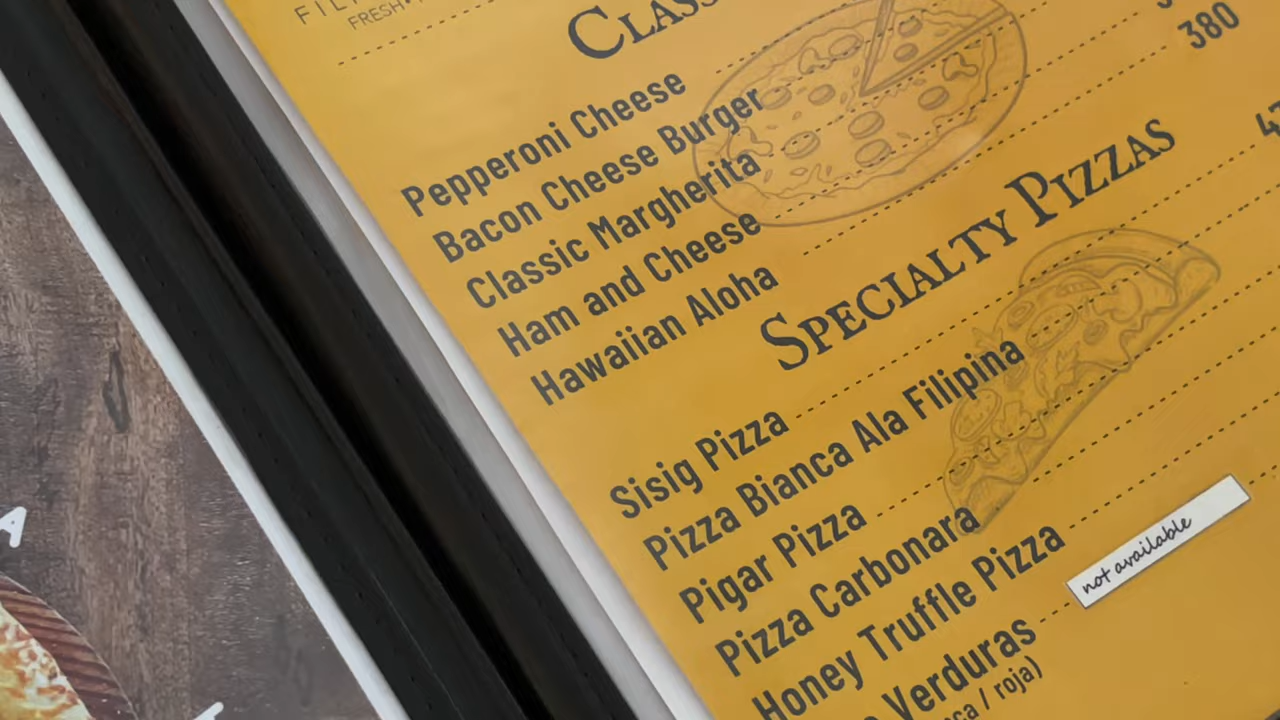 FRESH
CLASS
Pepperoni Cheese
Bacon Cheese Burger
Classic Margherita
Ham and Cheese
Hawaiian Aloha 380
SPECIALTY PIZZAS
Sisig Pizza
Pizza Bianca Ala Filipina
Pigar Pizza
Pizza Carbonara
Honey Truffle Pizza
Verduras not available
/ roja)
A